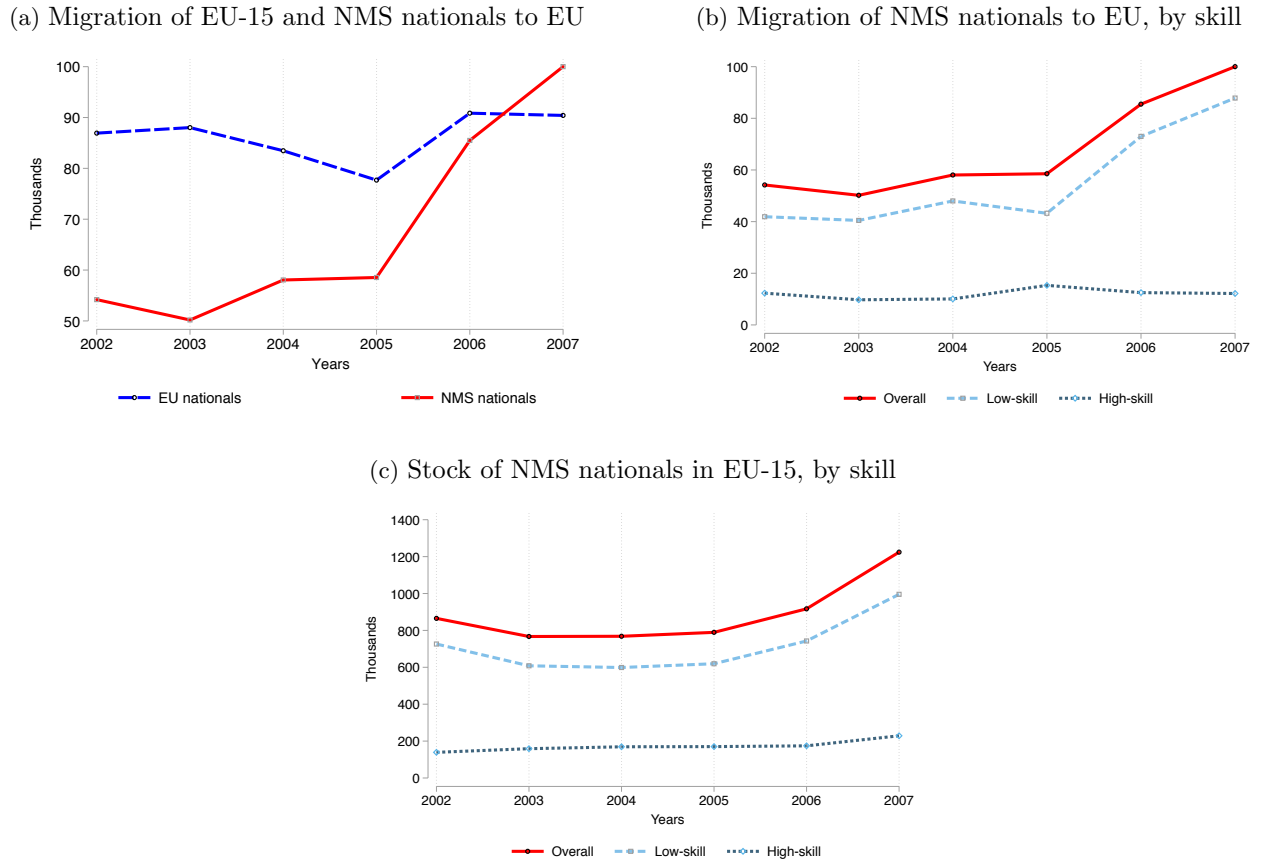 (a) Migration of EU-15 and NMS nationals to EU
100
90
80
70
60
50
Thousands
2002 2003 2004 2005 2006 2007
Years
EU nationals NMS nationals
(b) Migration of NMS nationals to EU, by skill
100
80
60
40
20
0
Thousands
2002 2003 2004 2005 2006 2007
Years
Overall Low-skill High-skill
(c) Stock of NMS nationals in EU-15, by skill
1400
1200
1000
800
600
400
200
0
Thousands
2002 2003 2004 2005 2006 2007
Years
Overall Low-skill High-skill